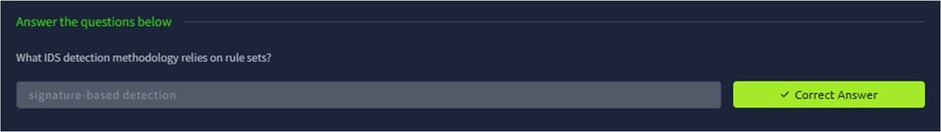 Answer the questions below
What IDS detection methodology relies on rule sets?
signature-based detection
✓ Correct Answer